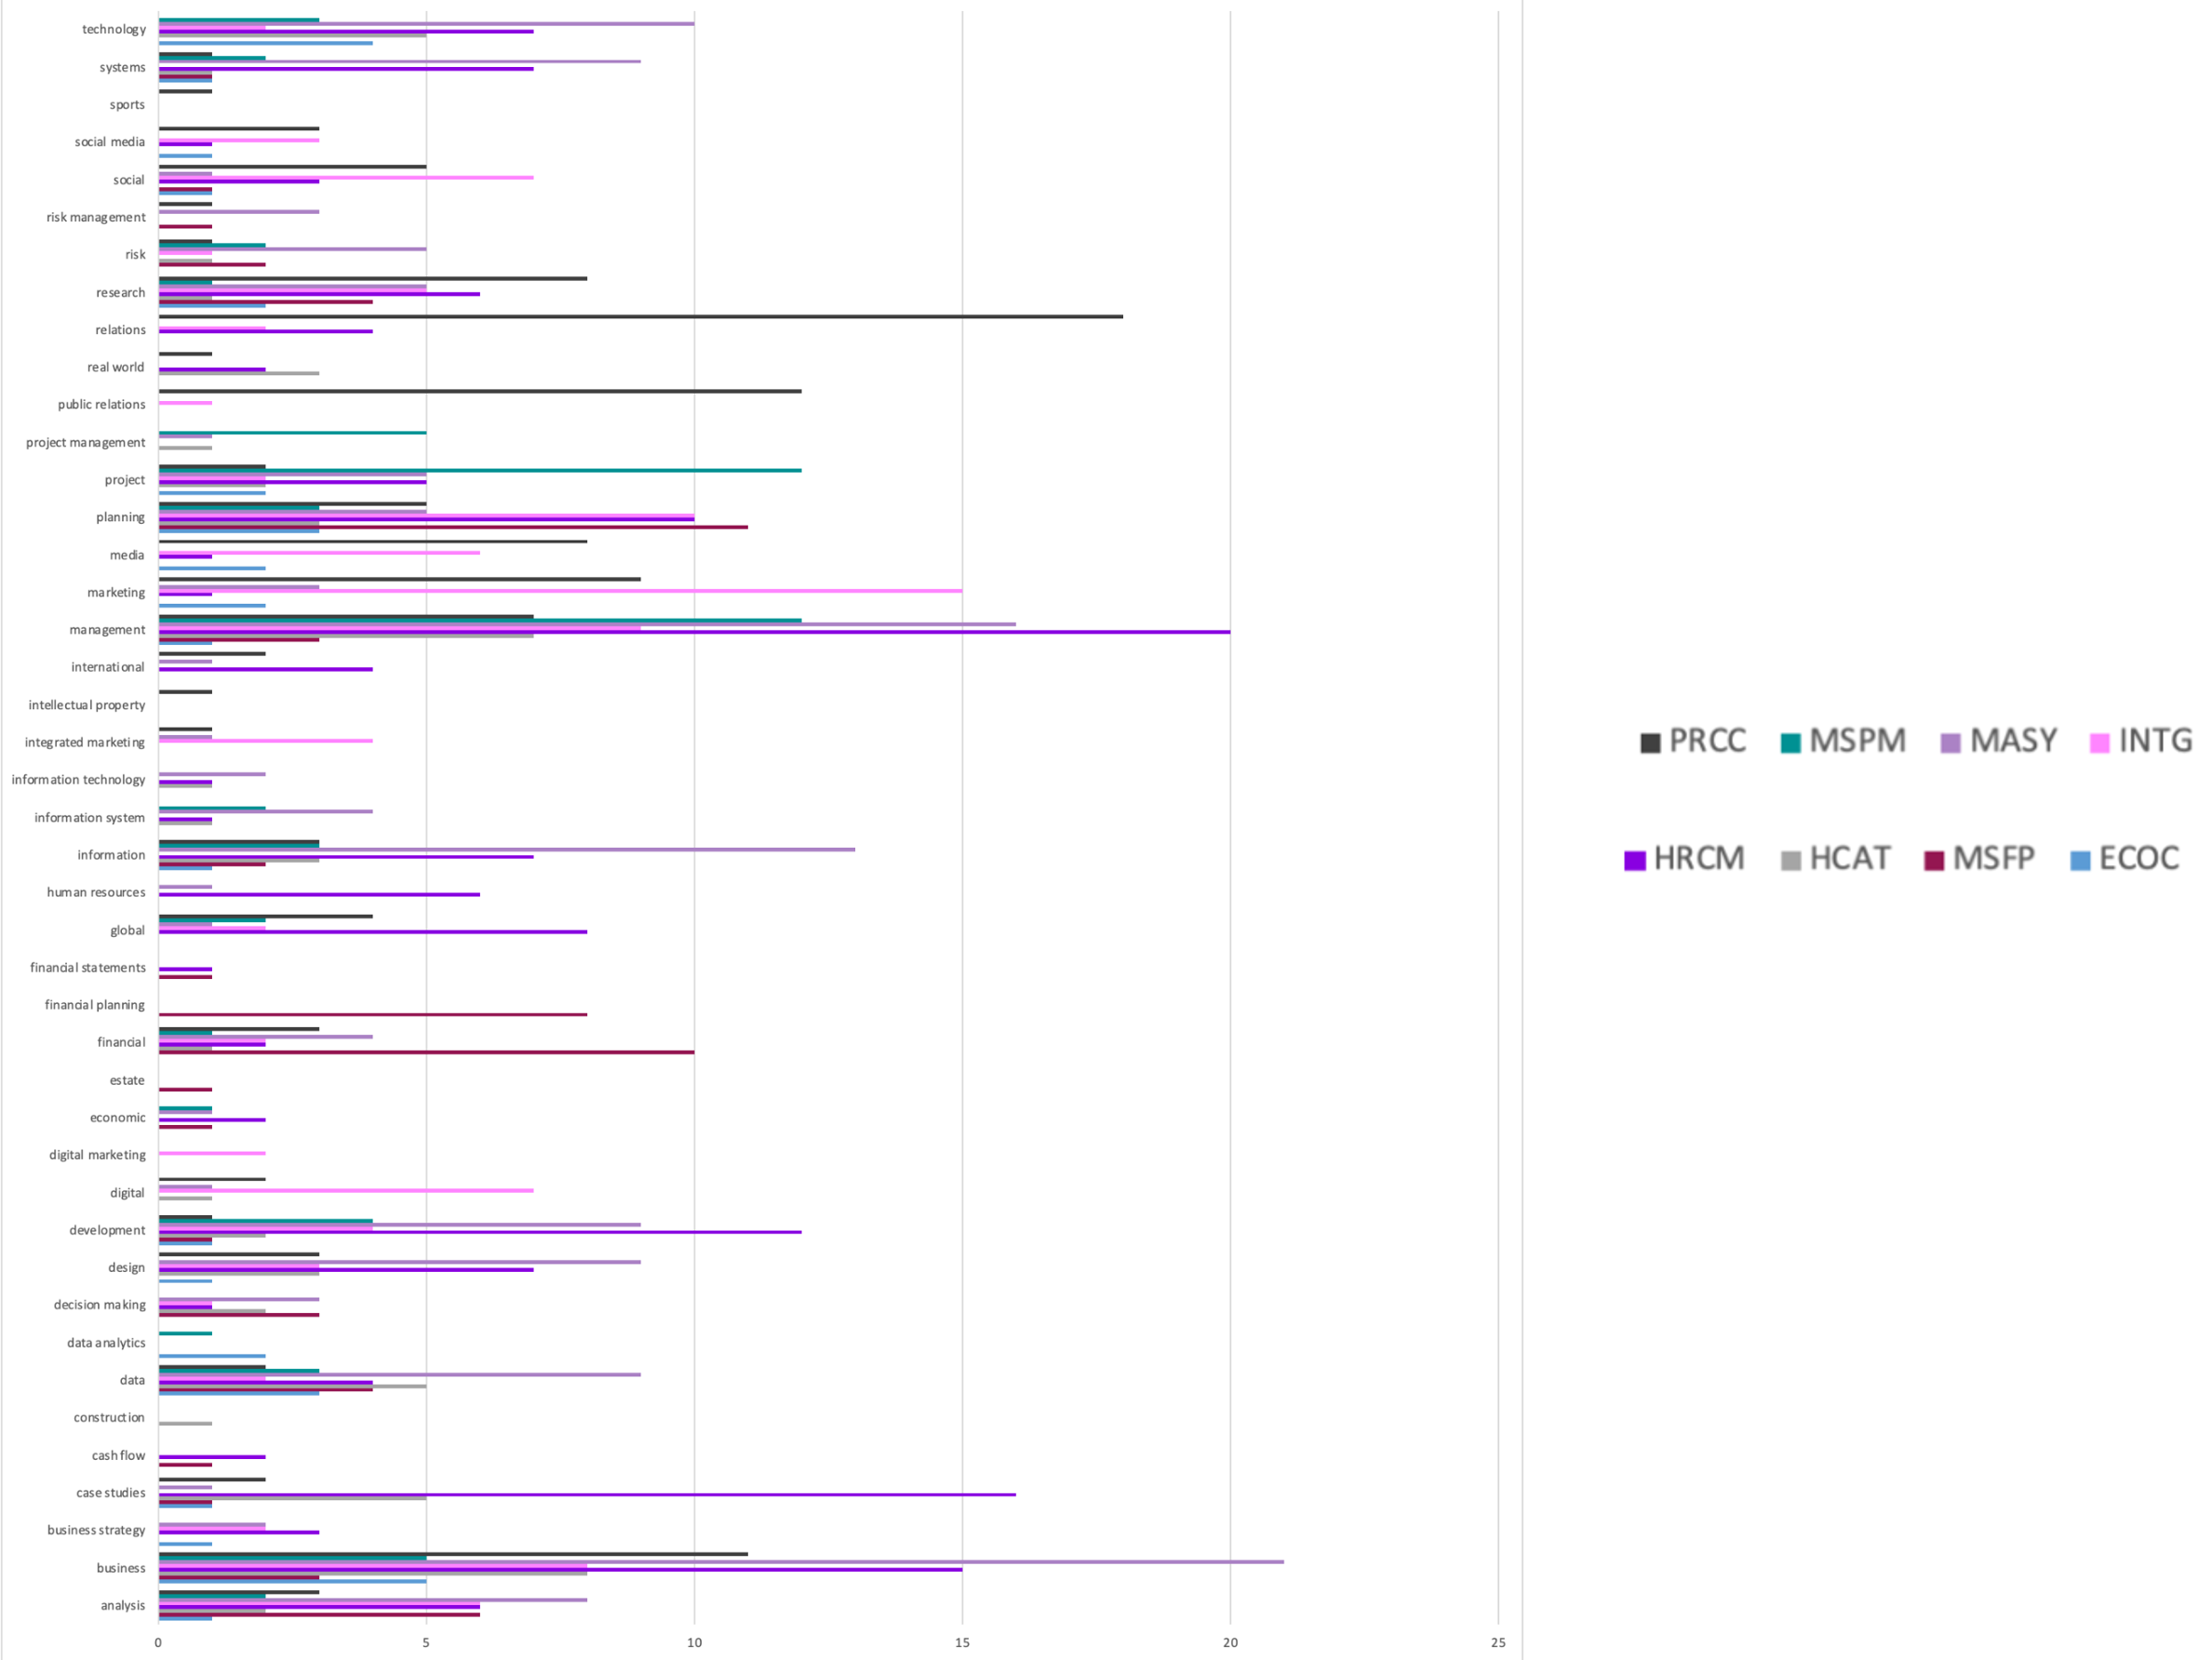 technology
systems
sports
social media
social
risk management
risk
research
relations
real world
public relations
project management
project
planning
media
marketing
management
international
intellectual property
integrated marketing
information technology
information system
information
human resources
global
financial statements
financial planning
financial
estate
economic
digital marketing
digital
development
design
decision making
data analytics
data
construction
cash flow
case studies
business strategy
business
analysis
0 5 10 15 20 25
PRCC MSPM MASY INTG
HRCM HCAT MSFP ECOC